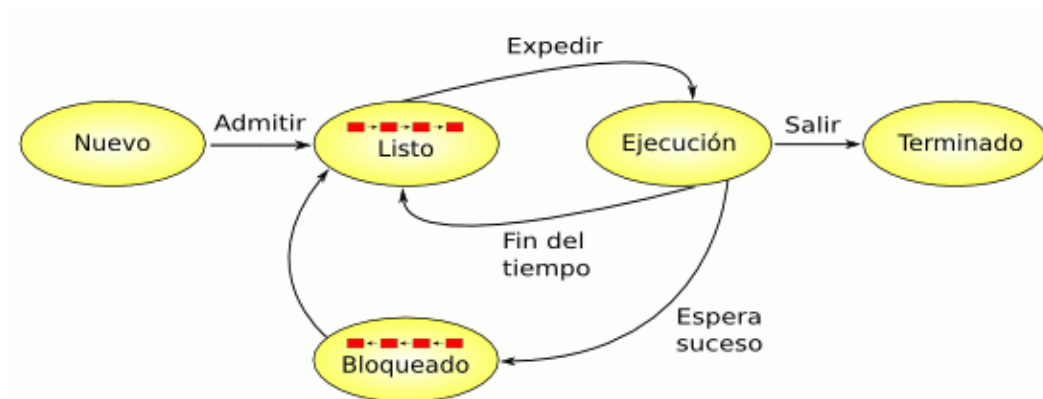 Expedir
Nuevo
Admitir
Listo
Ejecución
Salir
Terminado
Fin del
tiempo
Espera
suceso
Bloqueado